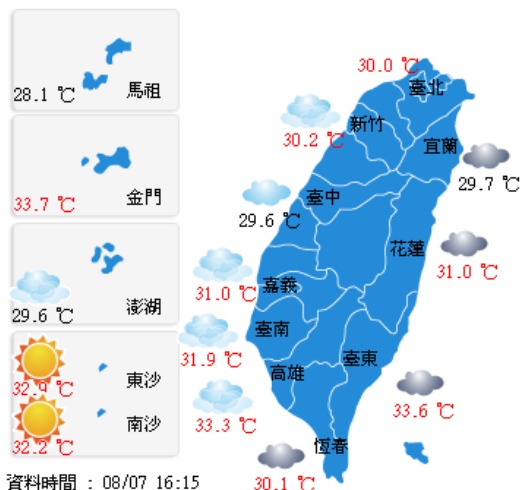 28.1 ℃
馬祖
33.7 ℃
金門
29.6 ℃
澎湖
32.9 ℃
東沙
32.2 ℃
南沙
30.0 ℃
臺北
30.2 ℃
新竹
宜蘭
29.7 ℃
29.6 ℃
臺中
花蓮
31.0 ℃
31.0 ℃
嘉義
31.9 ℃
臺南
33.3 ℃
高雄
臺東
33.6 ℃
恆春
30.1 ℃
資料時間 : 08/07 16:15